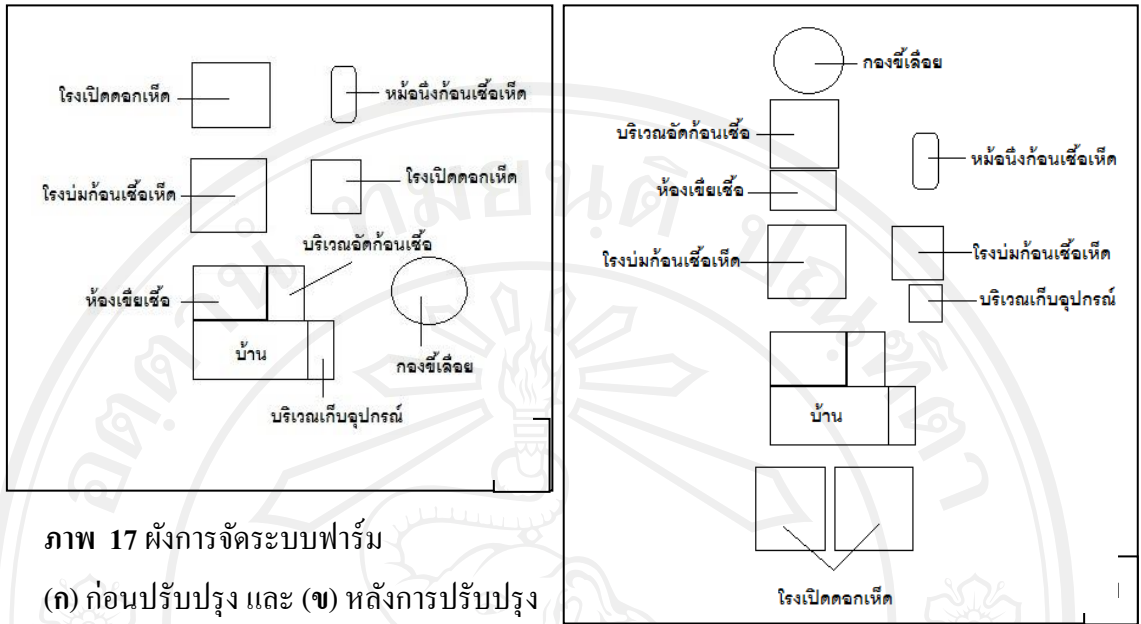 โรงเปิดดอกเห็ด
หม้อนึ่งก้อนเชื้อเห็ด
โรงบ่มก้อนเชื้อเห็ด
โรงเปิดดอกเห็ด
บริเวณอัดก้อนเชื้อ
ห้องเขี่ยเชื้อ
บ้าน
กองขี้เลื่อย
บริเวณเก็บอุปกรณ์
ภาพ 17 ผังการจัดระบบฟาร์ม
(ก) ก่อนปรับปรุง และ (ข) หลังการปรับปรุง
กองขี้เลื่อย
บริเวณอัดก้อนเชื้อ
หม้อนึ่งก้อนเชื้อเห็ด
ห้องเขี่ยเชื้อ
โรงบ่มก้อนเชื้อเห็ด
โรงบ่มก้อนเชื้อเห็ด
บริเวณเก็บอุปกรณ์
บ้าน
โรงเปิดดอกเห็ด